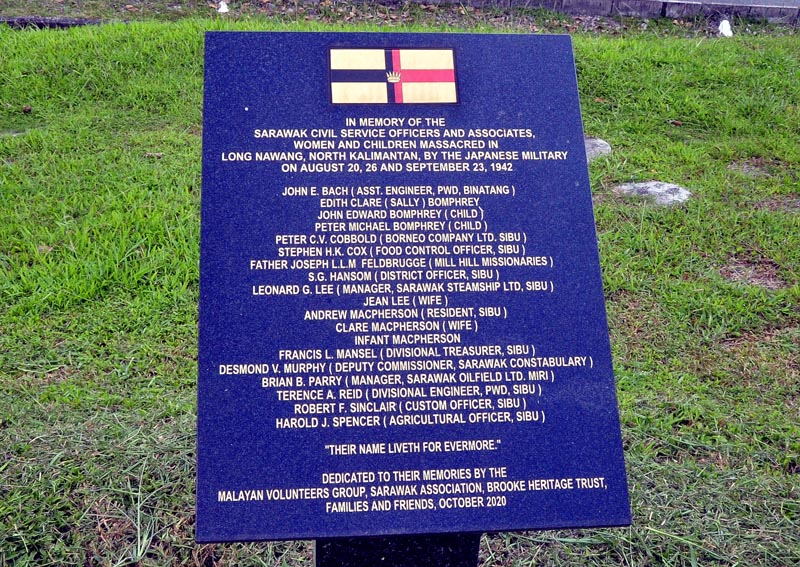 IN MEMORY OF THE
SARAWAK CIVIL SERVICE OFFICERS AND ASSOCIATES,
WOMEN AND CHILDREN MASSACRED IN
LONG NAWANG, NORTH KALIMANTAN, BY THE JAPANESE MILITARY
ON AUGUST 20, 26 AND SEPTEMBER 23, 1942
JOHN E. BACH ( ASST. ENGINEER, PWD, BINATANG )
EDITH CLARE ( SALLY ) BOMPHREY
JOHN EDWARD BOMPHREY ( CHILD )
PETER MICHAEL BOMPHREY ( CHILD )
PETER C.V. COBBOLD ( BORNEO COMPANY LTD. SIBU )
STEPHEN H.K. COX ( FOOD CONTROL OFFICER, SIBU )
FATHER JOSEPH L.L.M FELDBRUGGE ( MILL HILL MISSIONARIES )
S.G. HANSOM ( DISTRICT OFFICER, SIBU )
LEONARD G. LEE ( MANAGER, SARAWAK STEAMSHIP LTD, SIBU )
JEAN LEE ( WIFE )
ANDREW MACPHERSON ( RESIDENT, SIBU )
CLARE MACPHERSON ( WIFE )
INFANT MACPHERSON
FRANCIS L. MANSEL ( DIVISIONAL TREASURER, SIBU )
DESMOND V. MURPHY ( DEPUTY COMMISSIONER, SARAWAK CONSTABULARY )
BRIAN B. PARRY ( MANAGER, SARAWAK OILFIELD LTD. MIRI )
TERENCE A. REID ( DIVISIONAL ENGINEER, PWD, SIBU )
ROBERT F. SINCLAIR ( CUSTOM OFFICER, SIBU )
HAROLD J. SPENCER ( AGRICULTURAL OFFICER, SIBU )
"THEIR NAME LIVETH FOR EVERMORE."
DEDICATED TO THEIR MEMORIES BY THE
MALAYAN VOLUNTEERS GROUP, SARAWAK ASSOCIATION, BROOKE HERITAGE TRUST,
FAMILIES AND FRIENDS, OCTOBER 2020